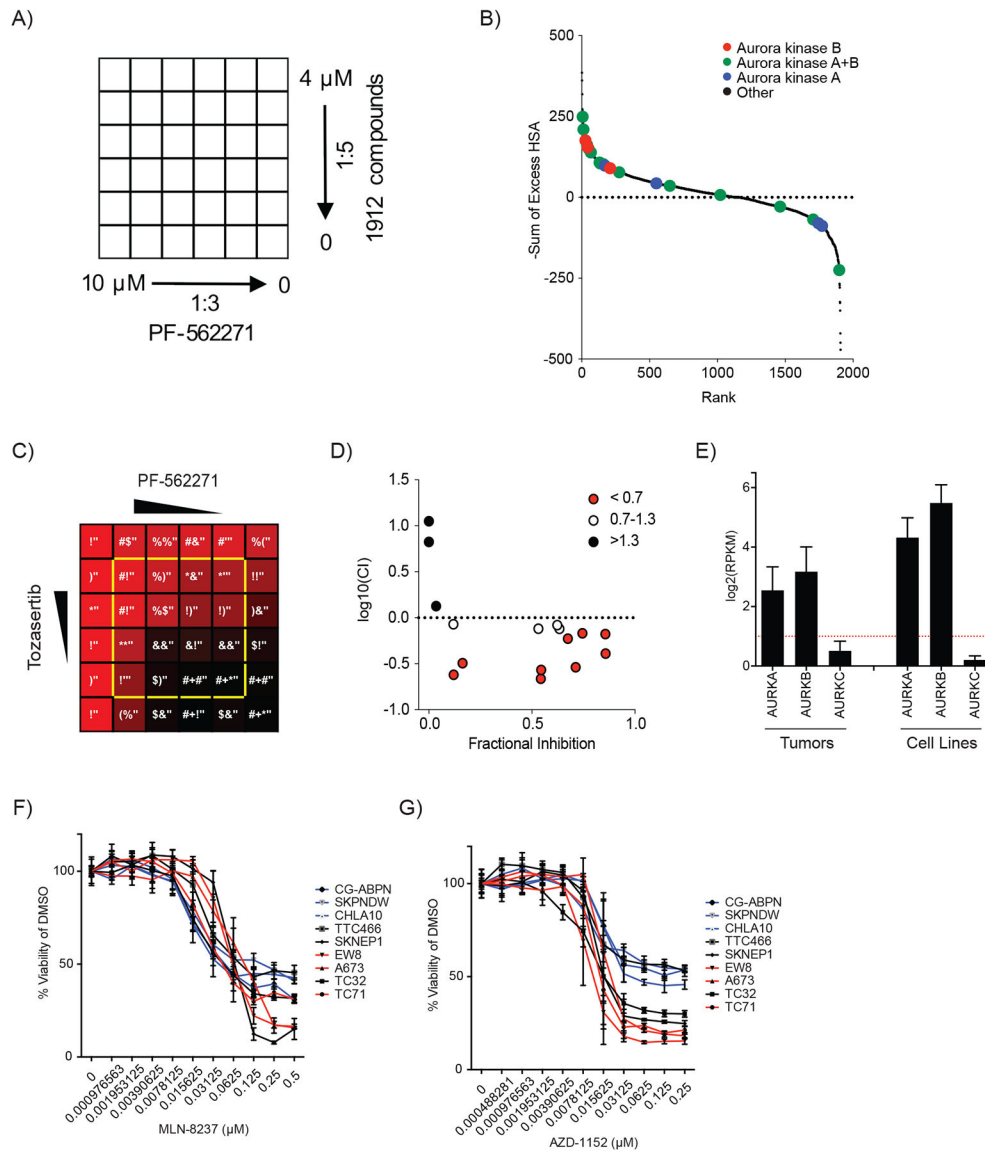 A)
4 µM
1:5
0
1912 compounds
10 µM
0
1:3
PF-562271
B)
Aurora kinase B
Aurora kinase A+B
Aurora kinase A
Other
500
250
0
-250
-500
-Sum of Excess HSA
0 500 1000 1500 2000
Rank
C)
PF-562271
Tozasertib
!" #$" %%" #&" #'" %("
)" #!" %)" *&" *'" !!"
*" #!" %$" !)" !)" )&"
!" **" &&" &!" &&" $!"
)" !'" $)" #+#" #+*" #+#"
!" (%" $&" #+!" $&" #+*"
D)
< 0.7
0.7-1.3
>1.3
1.5
1.0
0.5
0.0
-0.5
-1.0
log10(CI)
0.0 0.5 1.0
Fractional Inhibition
E)
6
4
2
0
log2(RPKM)
AURKA
AURKB
AURKC
AURKA
AURKB
AURKC
Tumors
Cell Lines
F)
100
50
0
% Viability of DMSO
CG-ABPN
SKPNDW
CHLA10
TTC466
SKNEP1
EW8
A673
TC32
TC71
0
0.000976563
0.001953125
0.00390625
0.0078125
0.015625
0.03125
0.0625
0.125
0.25
0.5
MLN-8237 (µM)
G)
100
50
0
% Viability of DMSO
CG-ABPN
SKPNDW
CHLA10
TTC466
SKNEP1
EW8
A673
TC32
TC71
0
0.000488281
0.000976563
0.001953125
0.00390625
0.0078125
0.015625
0.03125
0.0625
0.125
0.25
AZD-1152 (µM)